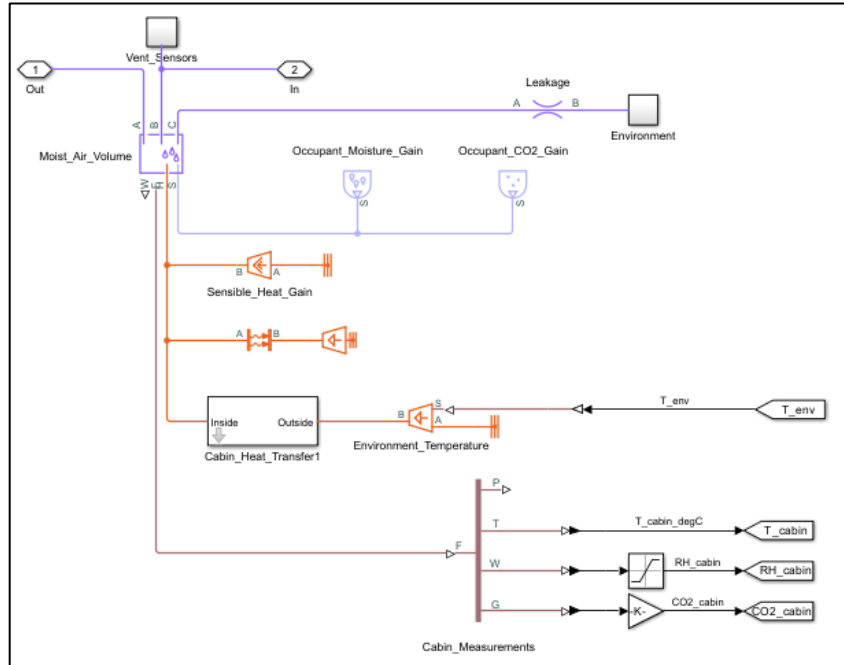 Vent_Sensors
1
Out
2
In
Leakage
A
B
Environment
A
B
C
Moist_Air_Volume
W
F
H
S
Occupant_Moisture_Gain
S
Occupant_CO2_Gain
S
B
A
Sensible_Heat_Gain
A
B
Inside
Outside
Cabin_Heat_Transfer1
B
S
A
Environment_Temperature
T_env
T_env
P
T
T_cabin_degC
T_cabin
F
W
RH_cabin
RH_cabin
G
-K-
CO2_cabin
CO2_cabin
Cabin_Measurements